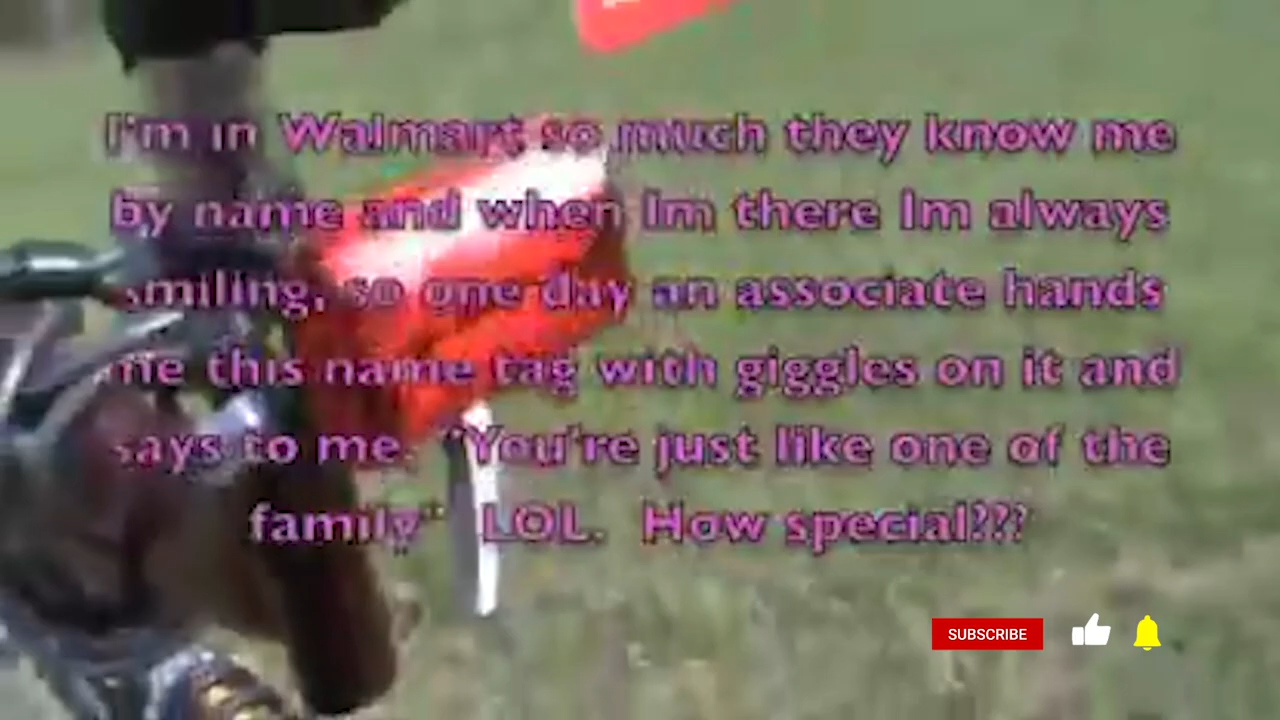 I'm in Walmart so much they know me
by name and when Im there Im always
smiling, so one day an associate hands
me this name tag with giggles on it and
says to me. "You're just like one of the
family" LOL. How special???
SUBSCRIBE